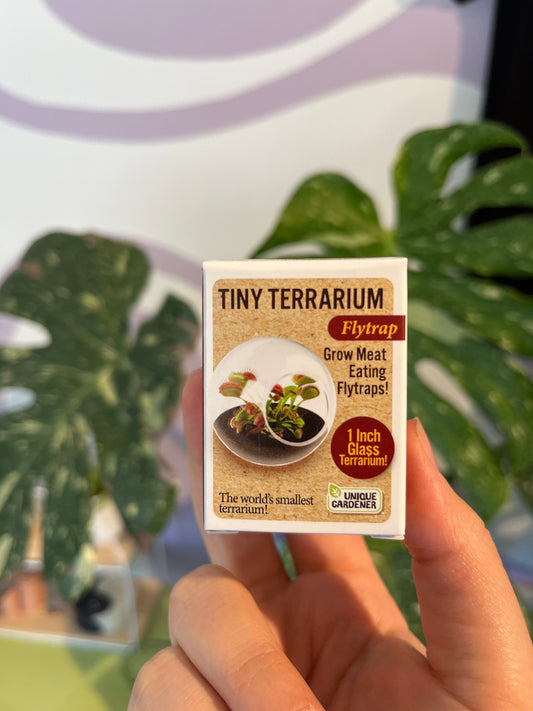 TINY TERRARIUM
Flytrap
Grow Meat
Eating
Flytraps!
1 Inch
Glass
Terrarium!
The world's smallest
terrarium!
UNIQUE
GARDENER